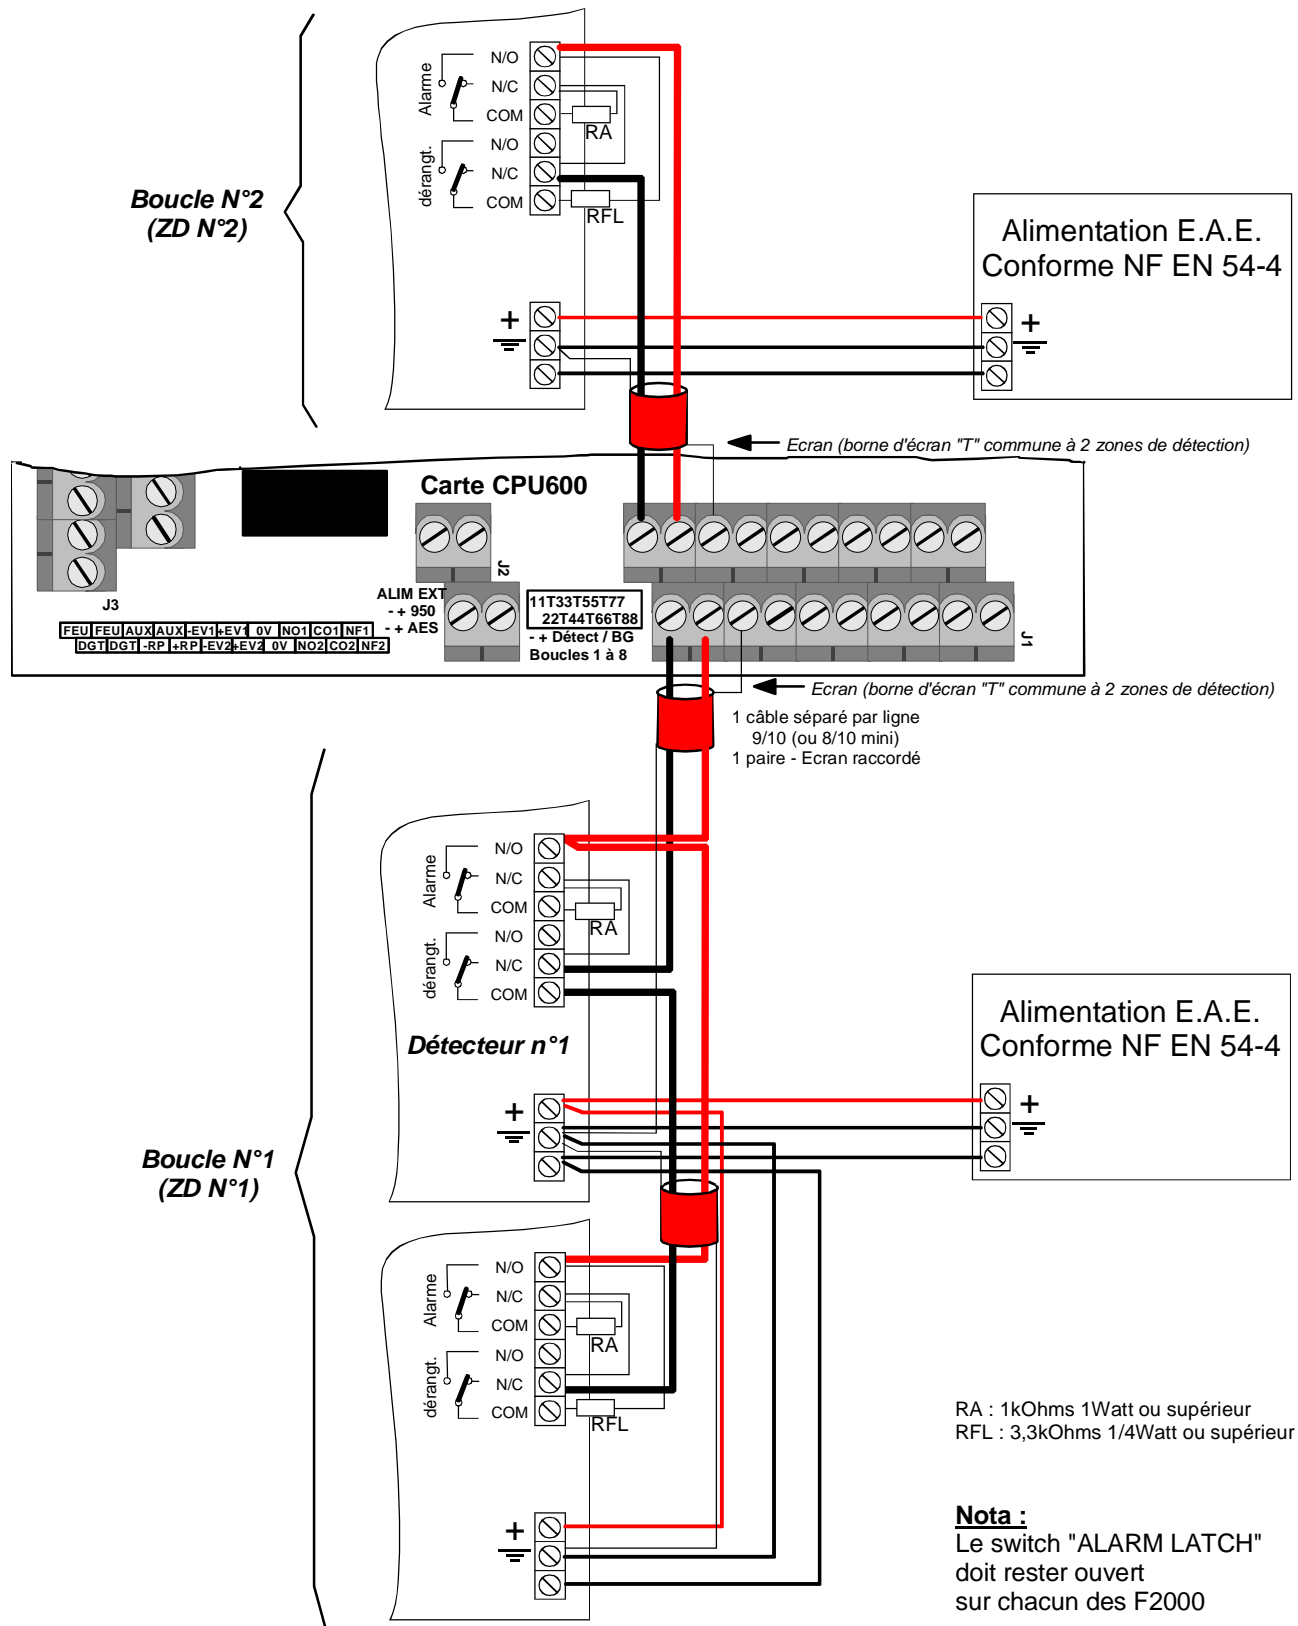 N/O
Alarme
N/C
COM
RA
N/O
dérangt.
N/C
COM
RFL
Boucle N°2
(ZD N°2)
Alimentation E.A.E.
Conforme NF EN 54-4
+
+
Ecran (borne d'écran "T" commune à 2 zones de détection)
Carte CPU600
J2
J3
ALIM EXT
- + 950
- + AES
11T33T55T77
22T44T66T88
- + Détect / BG
Boucles 1 à 8
J1
FEU FEU AUX AUX -EV1 +EV1 0V NO1 CO1 NF1
DGT DGT -RP +RP -EV2 +EV2 0V NO2 CO2 NF2
Ecran (borne d'écran "T" commune à 2 zones de détection)
1 câble séparé par ligne
9/10 (ou 8/10 mini)
1 paire - Ecran raccordé
N/O
Alarme
N/C
COM
RA
N/O
dérangt.
N/C
COM
Détecteur n°1
Alimentation E.A.E.
Conforme NF EN 54-4
+
+
Boucle N°1
(ZD N°1)
N/O
Alarme
N/C
COM
RA
N/O
dérangt.
N/C
COM
RFL
+
RA : 1kOhms 1Watt ou supérieur
RFL : 3,3kOhms 1/4Watt ou supérieur
Nota :
Le switch "ALARM LATCH"
doit rester ouvert
sur chacun des F2000